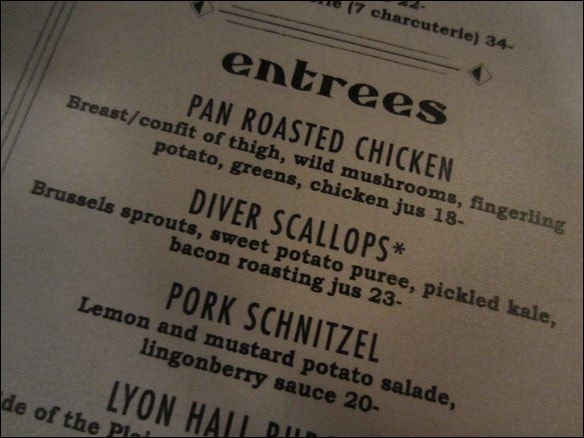 (7 charcuterie) 34-
entrees
PAN ROASTED CHICKEN
Breast/confit of thigh, wild mushrooms, fingerling
potato, greens, chicken jus 18-
DIVER SCALLOPS*
Brussels sprouts, sweet potato puree, pickled kale,
bacon roasting jus 23-
PORK SCHNITZEL
Lemon and mustard potato salade,
lingonberry sauce 20-
LYON HALL
of the